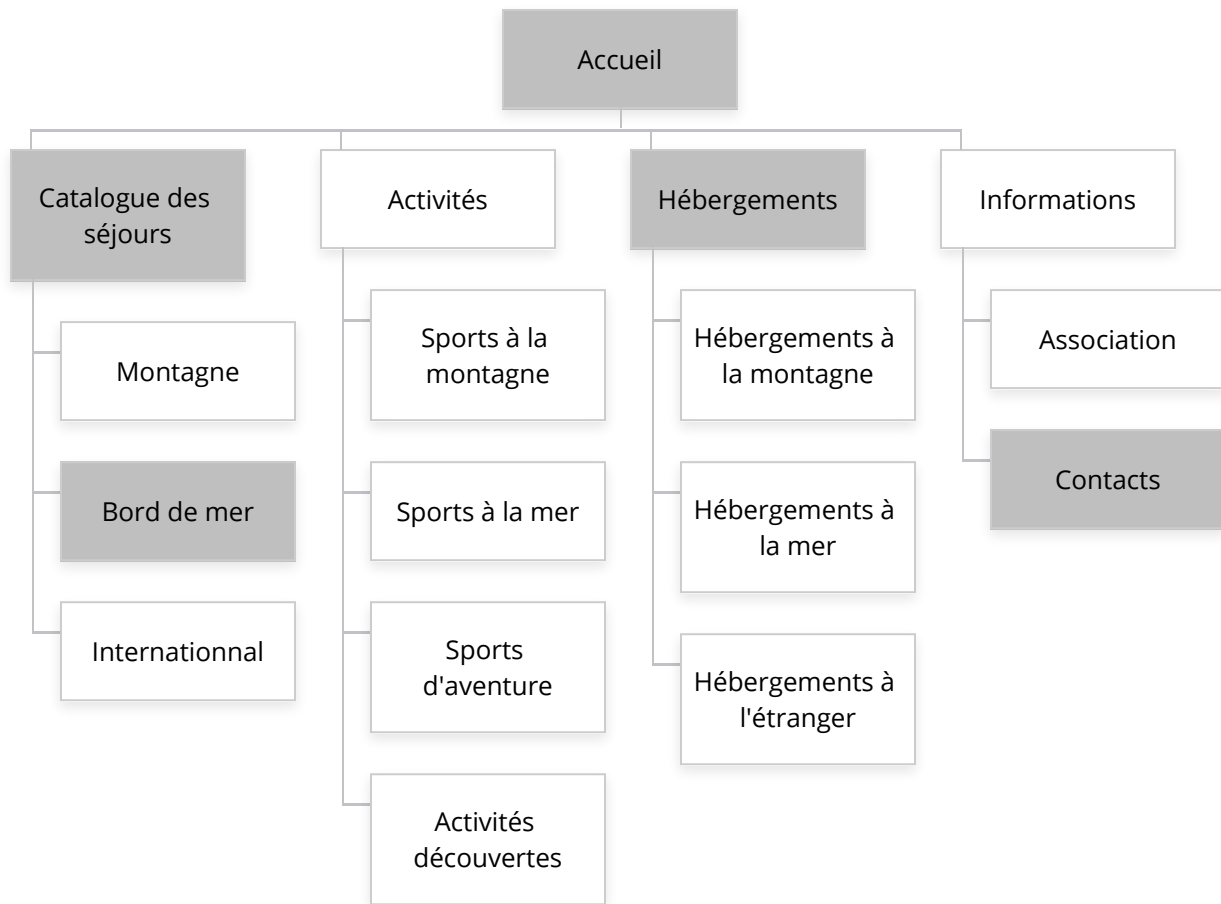 Accueil
Catalogue des
séjours
Montagne
Bord de mer
Internationnal
Activités
Sports à la
montagne
Sports à la mer
Sports
d'aventure
Activités
découvertes
Hébergements
Hébergements à
la montagne
Hébergements à
la mer
Hébergements à
l'étranger
Informations
Association
Contacts